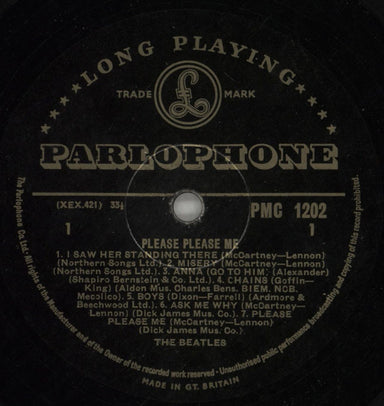 LONG PLAYING
TRADE MARK
£
PARLOPHONE
(XEX.421) 33⅓
PMC 1202
1 1
PLEASE PLEASE ME
1. I SAW HER STANDING THERE (McCartney—Lennon)
(Northern Songs Ltd.) 2. MISERY (McCartney—Lennon)
(Northern Songs Ltd.) 3. ANNA (GO TO HIM) (Alexander)
(Shapiro Bernstein & Co. Ltd.) 4. CHAINS (Goffin—
King) (Aldon Mus. Charles Bens. BIEM, NCB.
Mecolico.) 5. BOYS (Dixon—Farrell) (Ardmore &
Beechwood Ltd.) 6. ASK ME WHY (McCartney—
Lennon) (Dick James Mus. Co.) 7. PLEASE
PLEASE ME (McCartney—Lennon)
(Dick James Mus. Co.)
THE BEATLES
The Parlophone Co. Ltd. All rights of the Manufacturer and of the Owner of the recorded work reserved - Unauthorised public performance broadcasting and copying of this record prohibited.
MADE IN GT. BRITAIN